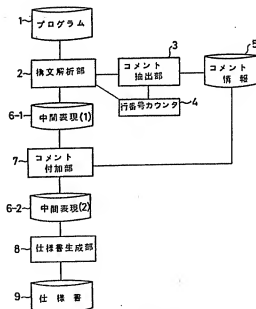 1 プログラム
2 構文解析部
コメント
抽出部 3
コメント
情報 5
行番号カウンタ 4
6-1 中間表現(1)
7 コメント
付加部
6-2 中間表現(2)
8 仕様書生成部
9 仕様書